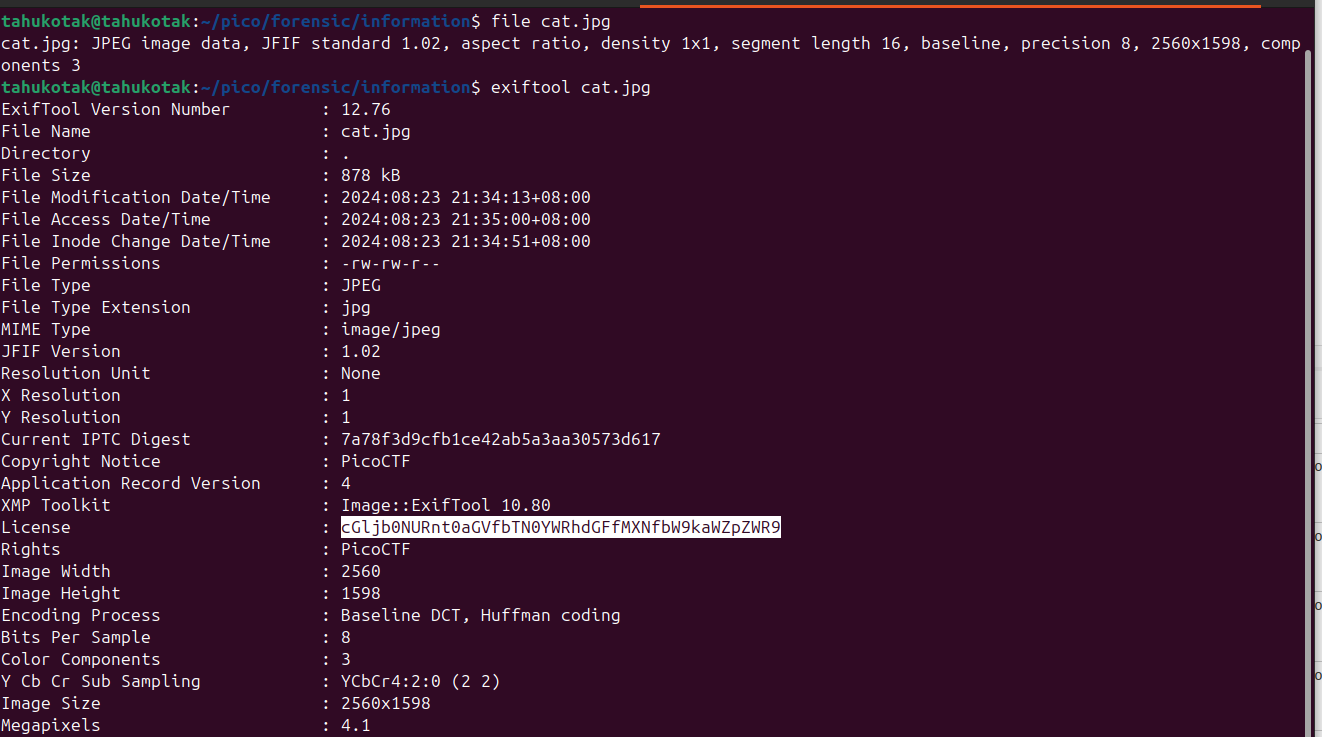 tahukotak@tahukotak:~/pico/forensic/information$ file cat.jpg
cat.jpg: JPEG image data, JFIF standard 1.02, aspect ratio, density 1x1, segment length 16, baseline, precision 8, 2560x1598, comp
onents 3
tahukotak@tahukotak:~/pico/forensic/information$ exiftool cat.jpg
ExifTool Version Number         : 12.76
File Name                       : cat.jpg
Directory                       : .
File Size                       : 878 kB
File Modification Date/Time     : 2024:08:23 21:34:13+08:00
File Access Date/Time           : 2024:08:23 21:35:00+08:00
File Inode Change Date/Time     : 2024:08:23 21:34:51+08:00
File Permissions                : -rw-rw-r--
File Type                       : JPEG
File Type Extension             : jpg
MIME Type                       : image/jpeg
JFIF Version                    : 1.02
Resolution Unit                 : None
X Resolution                    : 1
Y Resolution                    : 1
Current IPTC Digest             : 7a78f3d9cfb1ce42ab5a3aa30573d617
Copyright Notice                : PicoCTF
Application Record Version      : 4
XMP Toolkit                     : Image::ExifTool 10.80
License                         : cGljb0NURnt0aGVfbTN0YWRhdGFfMXNfbW9kaWZpZWR9
Rights                          : PicoCTF
Image Width                     : 2560
Image Height                    : 1598
Encoding Process                : Baseline DCT, Huffman coding
Bits Per Sample                 : 8
Color Components                : 3
Y Cb Cr Sub Sampling            : YCbCr4:2:0 (2 2)
Image Size                      : 2560x1598
Megapixels                      : 4.1